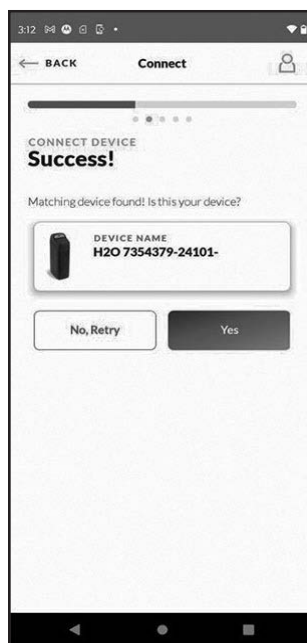 3:12
← BACK Connect
CONNECT DEVICE
Success!
Matching device found! Is this your device?
DEVICE NAME
H2O 7354379-24101-
No, Retry Yes